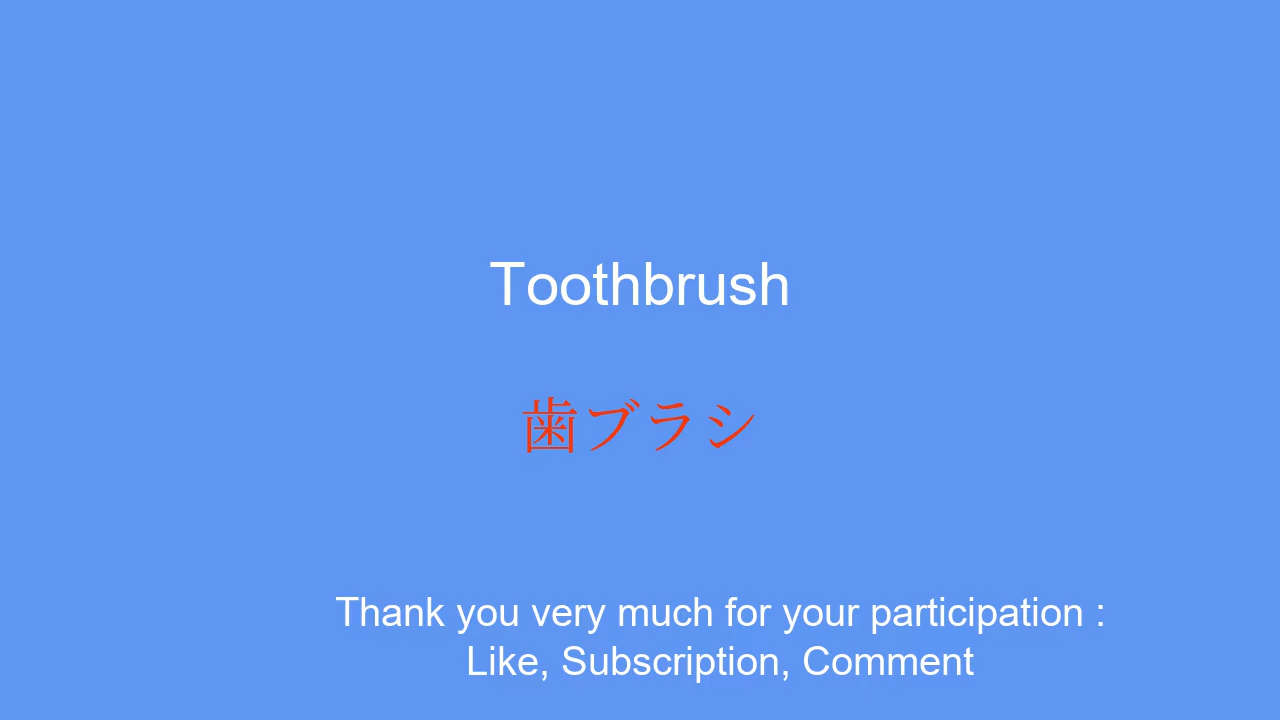 Toothbrush
歯ブラシ
Thank you very much for your participation :
Like, Subscription, Comment